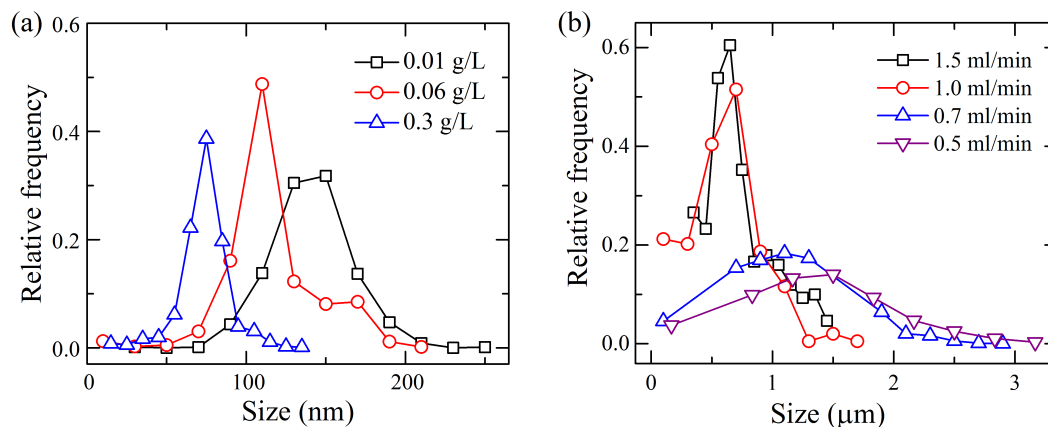 (a)
0.6
0.4
0.2
0.0
Relative frequency
0.01 g/L
0.06 g/L
0.3 g/L
0
100
200
Size (nm)
(b)
0.6
0.4
0.2
0.0
Relative frequency
1.5 ml/min
1.0 ml/min
0.7 ml/min
0.5 ml/min
0
1
2
3
Size (μm)